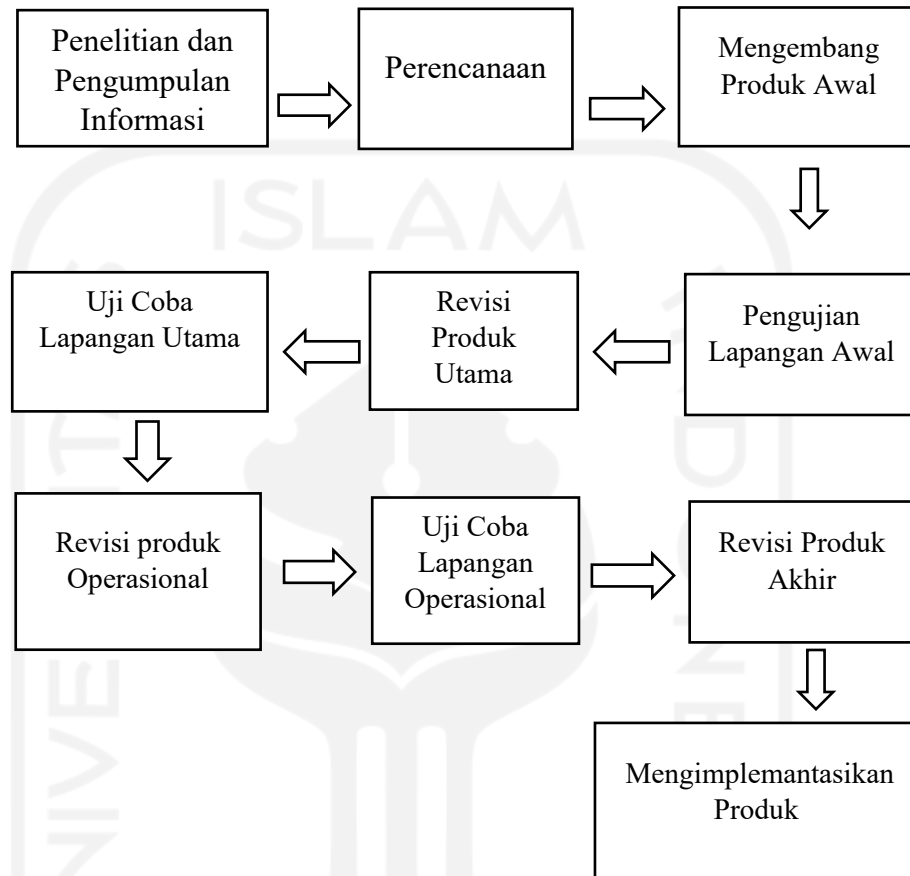 Penelitian dan
Pengumpulan
Informasi
Perencanaan
Mengembang
Produk Awal
ISLAM
Uji Coba
Lapangan Utama
Revisi
Produk
Utama
Pengujian
Lapangan Awal
Revisi produk
Operasional
Uji Coba
Lapangan
Operasional
Revisi Produk
Akhir
Mengimplemantasikan
Produk